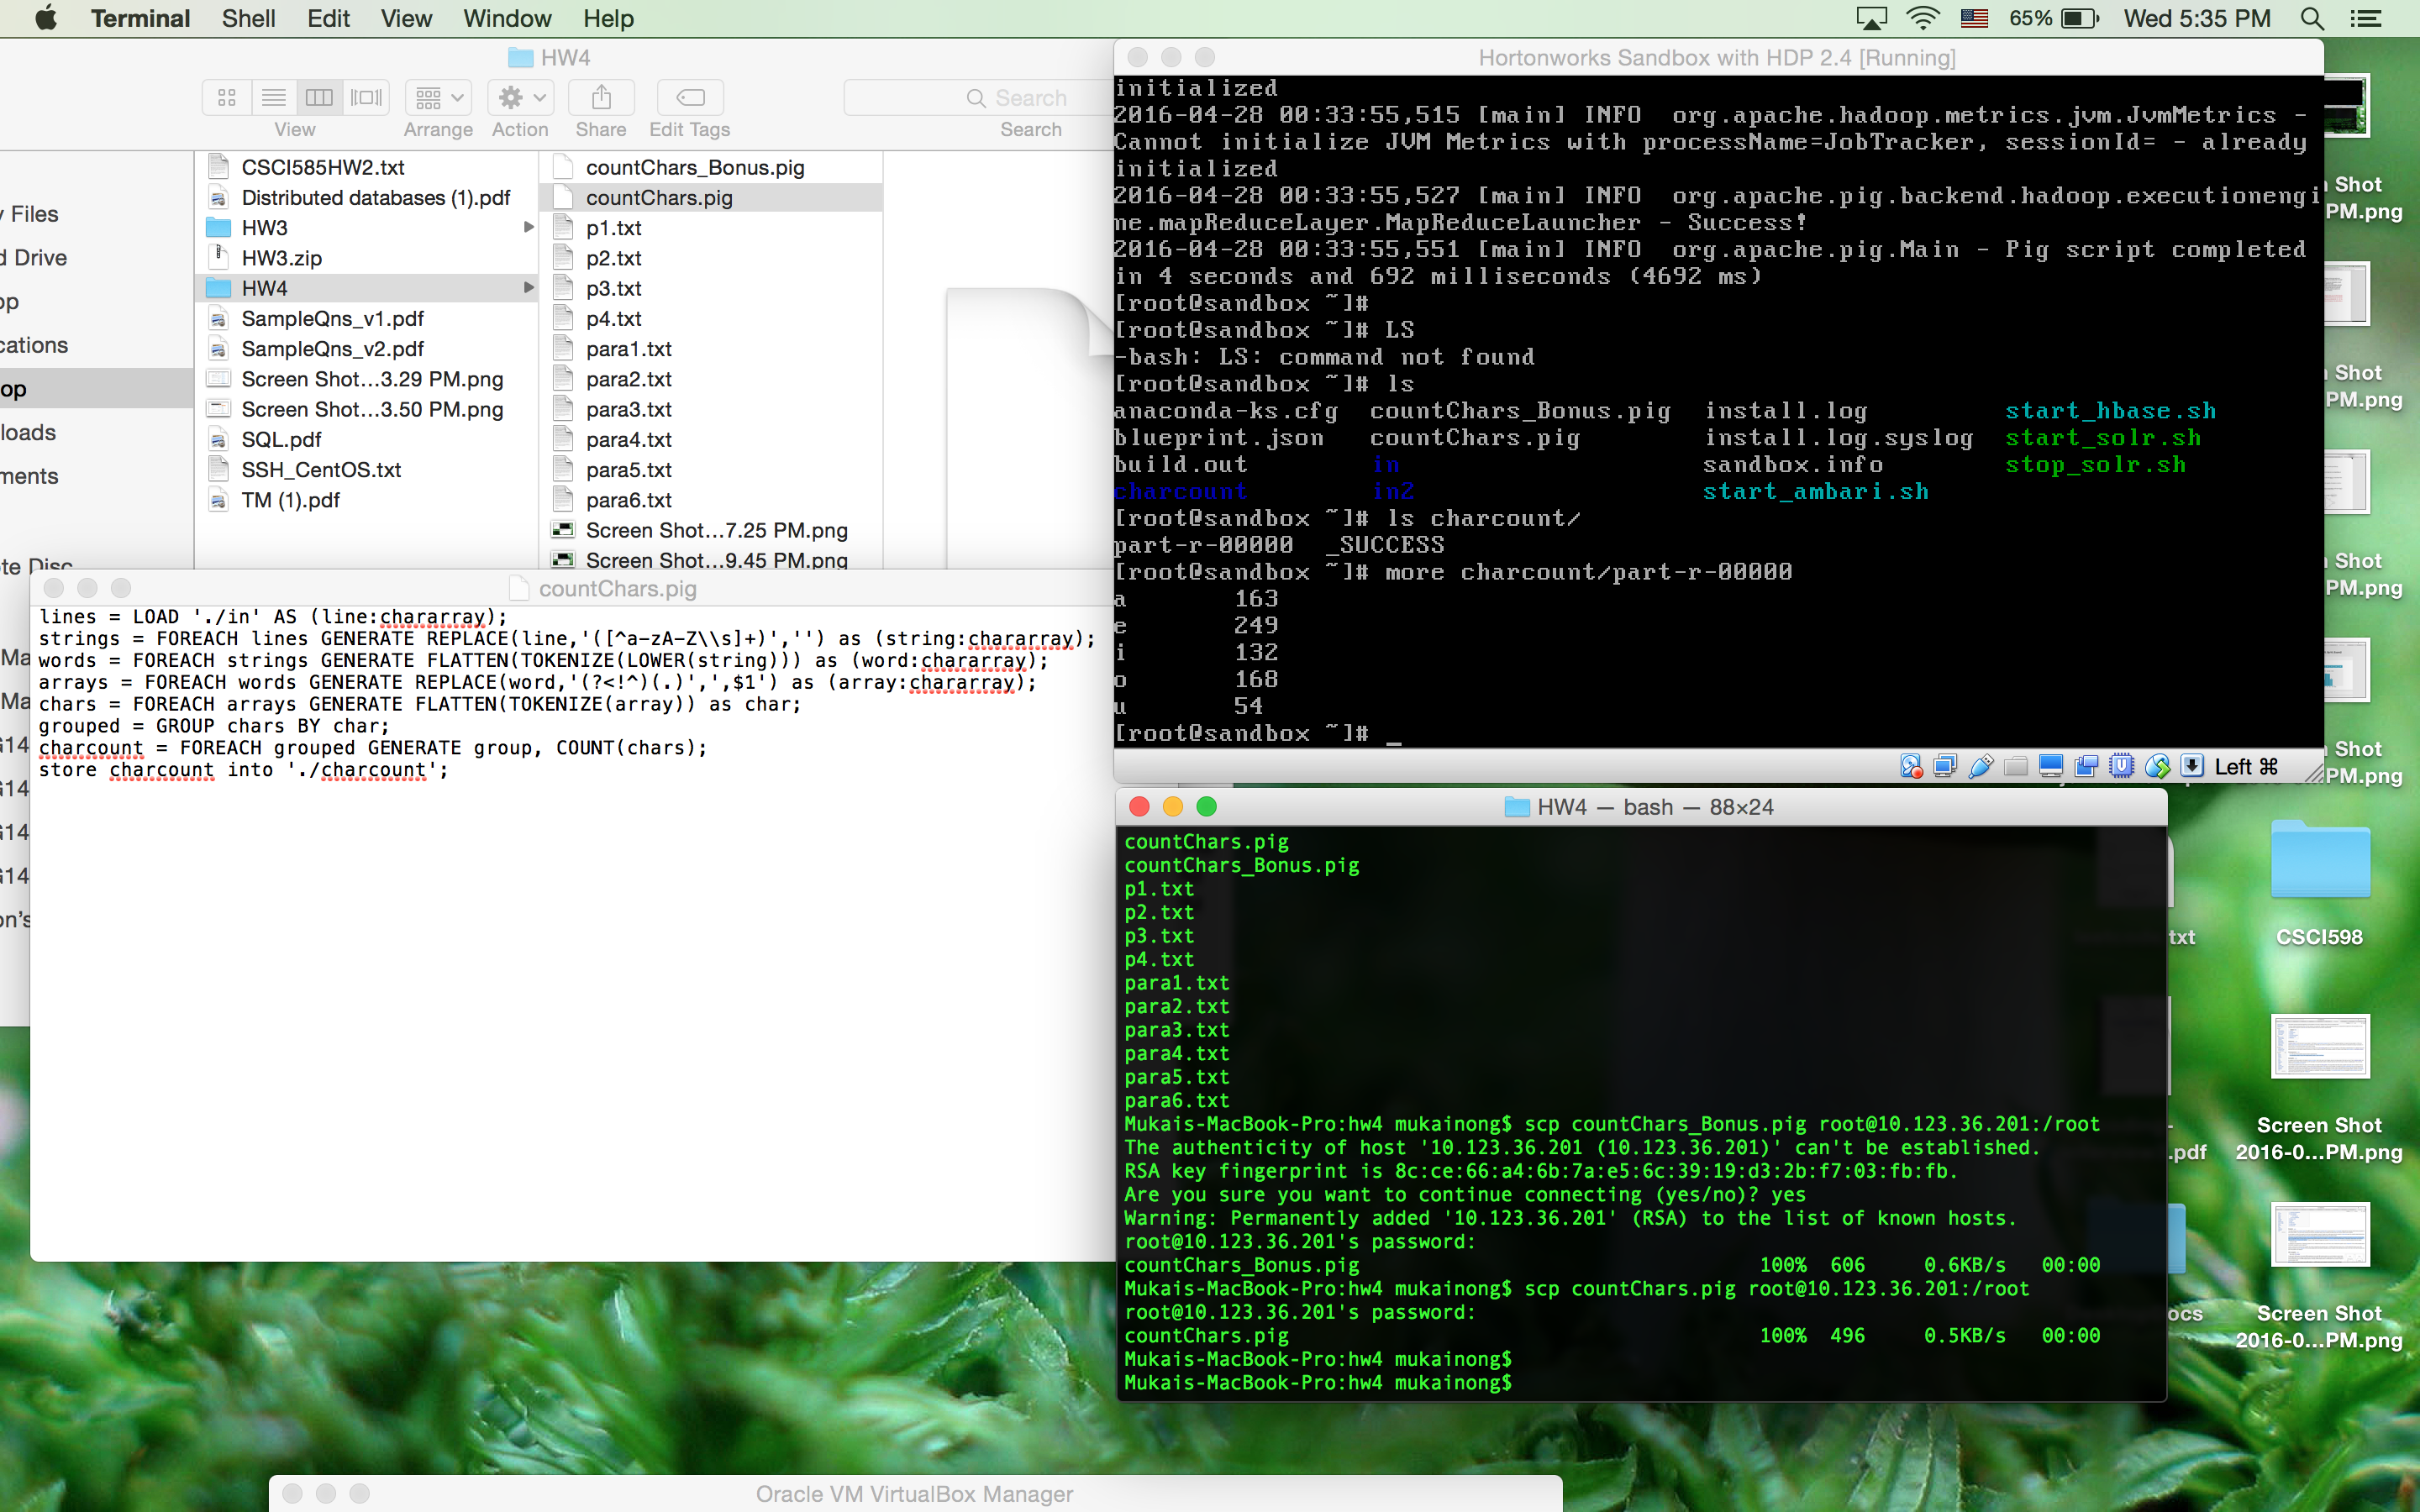 Terminal Shell Edit View Window Help
65% Wed 5:35 PM
HW4
Search
View Arrange Action Share Edit Tags Search
Files
Drive
loads
CSCI585HW2.txt
Distributed databases (1).pdf
HW3
HW3.zip
HW4
SampleQns_v1.pdf
SampleQns_v2.pdf
Screen Shot...3.29 PM.png
Screen Shot...3.50 PM.png
SQL.pdf
SSH_CentOS.txt
TM (1).pdf
countChars_Bonus.pig
countChars.pig
p1.txt
p2.txt
p3.txt
p4.txt
para1.txt
para2.txt
para3.txt
para4.txt
para5.txt
para6.txt
Screen Shot...7.25 PM.png
Screen Shot...9.45 PM.png
countChars.pig
lines = LOAD './in' AS (line:chararray);
strings = FOREACH lines GENERATE REPLACE(line,'([^a-zA-Z\\s]+)','') as (string:chararray);
words = FOREACH strings GENERATE FLATTEN(TOKENIZE(LOWER(string))) as (word:chararray);
arrays = FOREACH words GENERATE REPLACE(word,'(?<!^)(.)',',$1') as (array:chararray);
chars = FOREACH arrays GENERATE FLATTEN(TOKENIZE(array)) as char;
grouped = GROUP chars BY char;
charcount = FOREACH grouped GENERATE group, COUNT(chars);
store charcount into './charcount';
Hortonworks Sandbox with HDP 2.4 [Running]
initialized
2016-04-28 00:33:55,515 [main] INFO  org.apache.hadoop.metrics.jvm.JvmMetrics -
Cannot initialize JVM Metrics with processName=JobTracker, sessionId= - already
initialized
2016-04-28 00:33:55,527 [main] INFO  org.apache.pig.backend.hadoop.executionengi
ne.mapReduceLayer.MapReduceLauncher - Success!
2016-04-28 00:33:55,551 [main] INFO  org.apache.pig.Main - Pig script completed
in 4 seconds and 692 milliseconds (4692 ms)
[root@sandbox ~]#
[root@sandbox ~]# LS
-bash: LS: command not found
[root@sandbox ~]# ls
anaconda-ks.cfg  countChars_Bonus.pig  install.log  start_hbase.sh
blueprint.json  countChars.pig  install.log.syslog  start_solr.sh
build.out  in  sandbox.info  stop_solr.sh
charcount  in2  start_ambari.sh
[root@sandbox ~]# ls charcount/
part-r-00000  _SUCCESS
[root@sandbox ~]# more charcount/part-r-00000
a 163
e 249
i 132
o 168
u 54
[root@sandbox ~]# _
Left ⌘
HW4 — bash — 88×24
countChars.pig
countChars_Bonus.pig
p1.txt
p2.txt
p3.txt
p4.txt
para1.txt
para2.txt
para3.txt
para4.txt
para5.txt
para6.txt
Mukais-MacBook-Pro:hw4 mukainong$ scp countChars_Bonus.pig root@10.123.36.201:/root
The authenticity of host '10.123.36.201 (10.123.36.201)' can't be established.
RSA key fingerprint is 8c:ce:66:a4:6b:7a:e5:6c:39:19:d3:2b:f7:03:fb:fb.
Are you sure you want to continue connecting (yes/no)? yes
Warning: Permanently added '10.123.36.201' (RSA) to the list of known hosts.
root@10.123.36.201's password:
countChars_Bonus.pig 100% 606 0.6KB/s 00:00
Mukais-MacBook-Pro:hw4 mukainong$ scp countChars.pig root@10.123.36.201:/root
root@10.123.36.201's password:
countChars.pig 100% 496 0.5KB/s 00:00
Mukais-MacBook-Pro:hw4 mukainong$
Mukais-MacBook-Pro:hw4 mukainong$
Shot
PM.png
Shot
PM.png
Shot
PM.png
Shot
PM.png
txt
CSCI598
.pdf
Screen Shot
2016-0...PM.png
ocs
Screen Shot
2016-0...PM.png
Oracle VM VirtualBox Manager